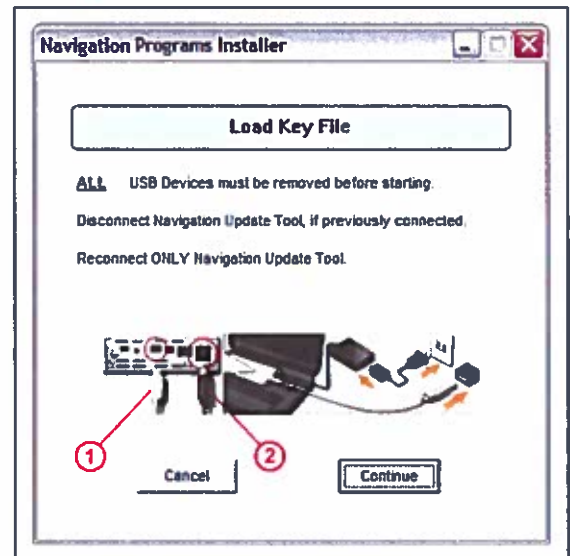 Navigation Programs Installer
Load Key File
ALL USB Devices must be removed before starting.
Disconnect Navigation Update Tool, if previously connected.
Reconnect ONLY Navigation Update Tool.
1
2
Cancel
Continue